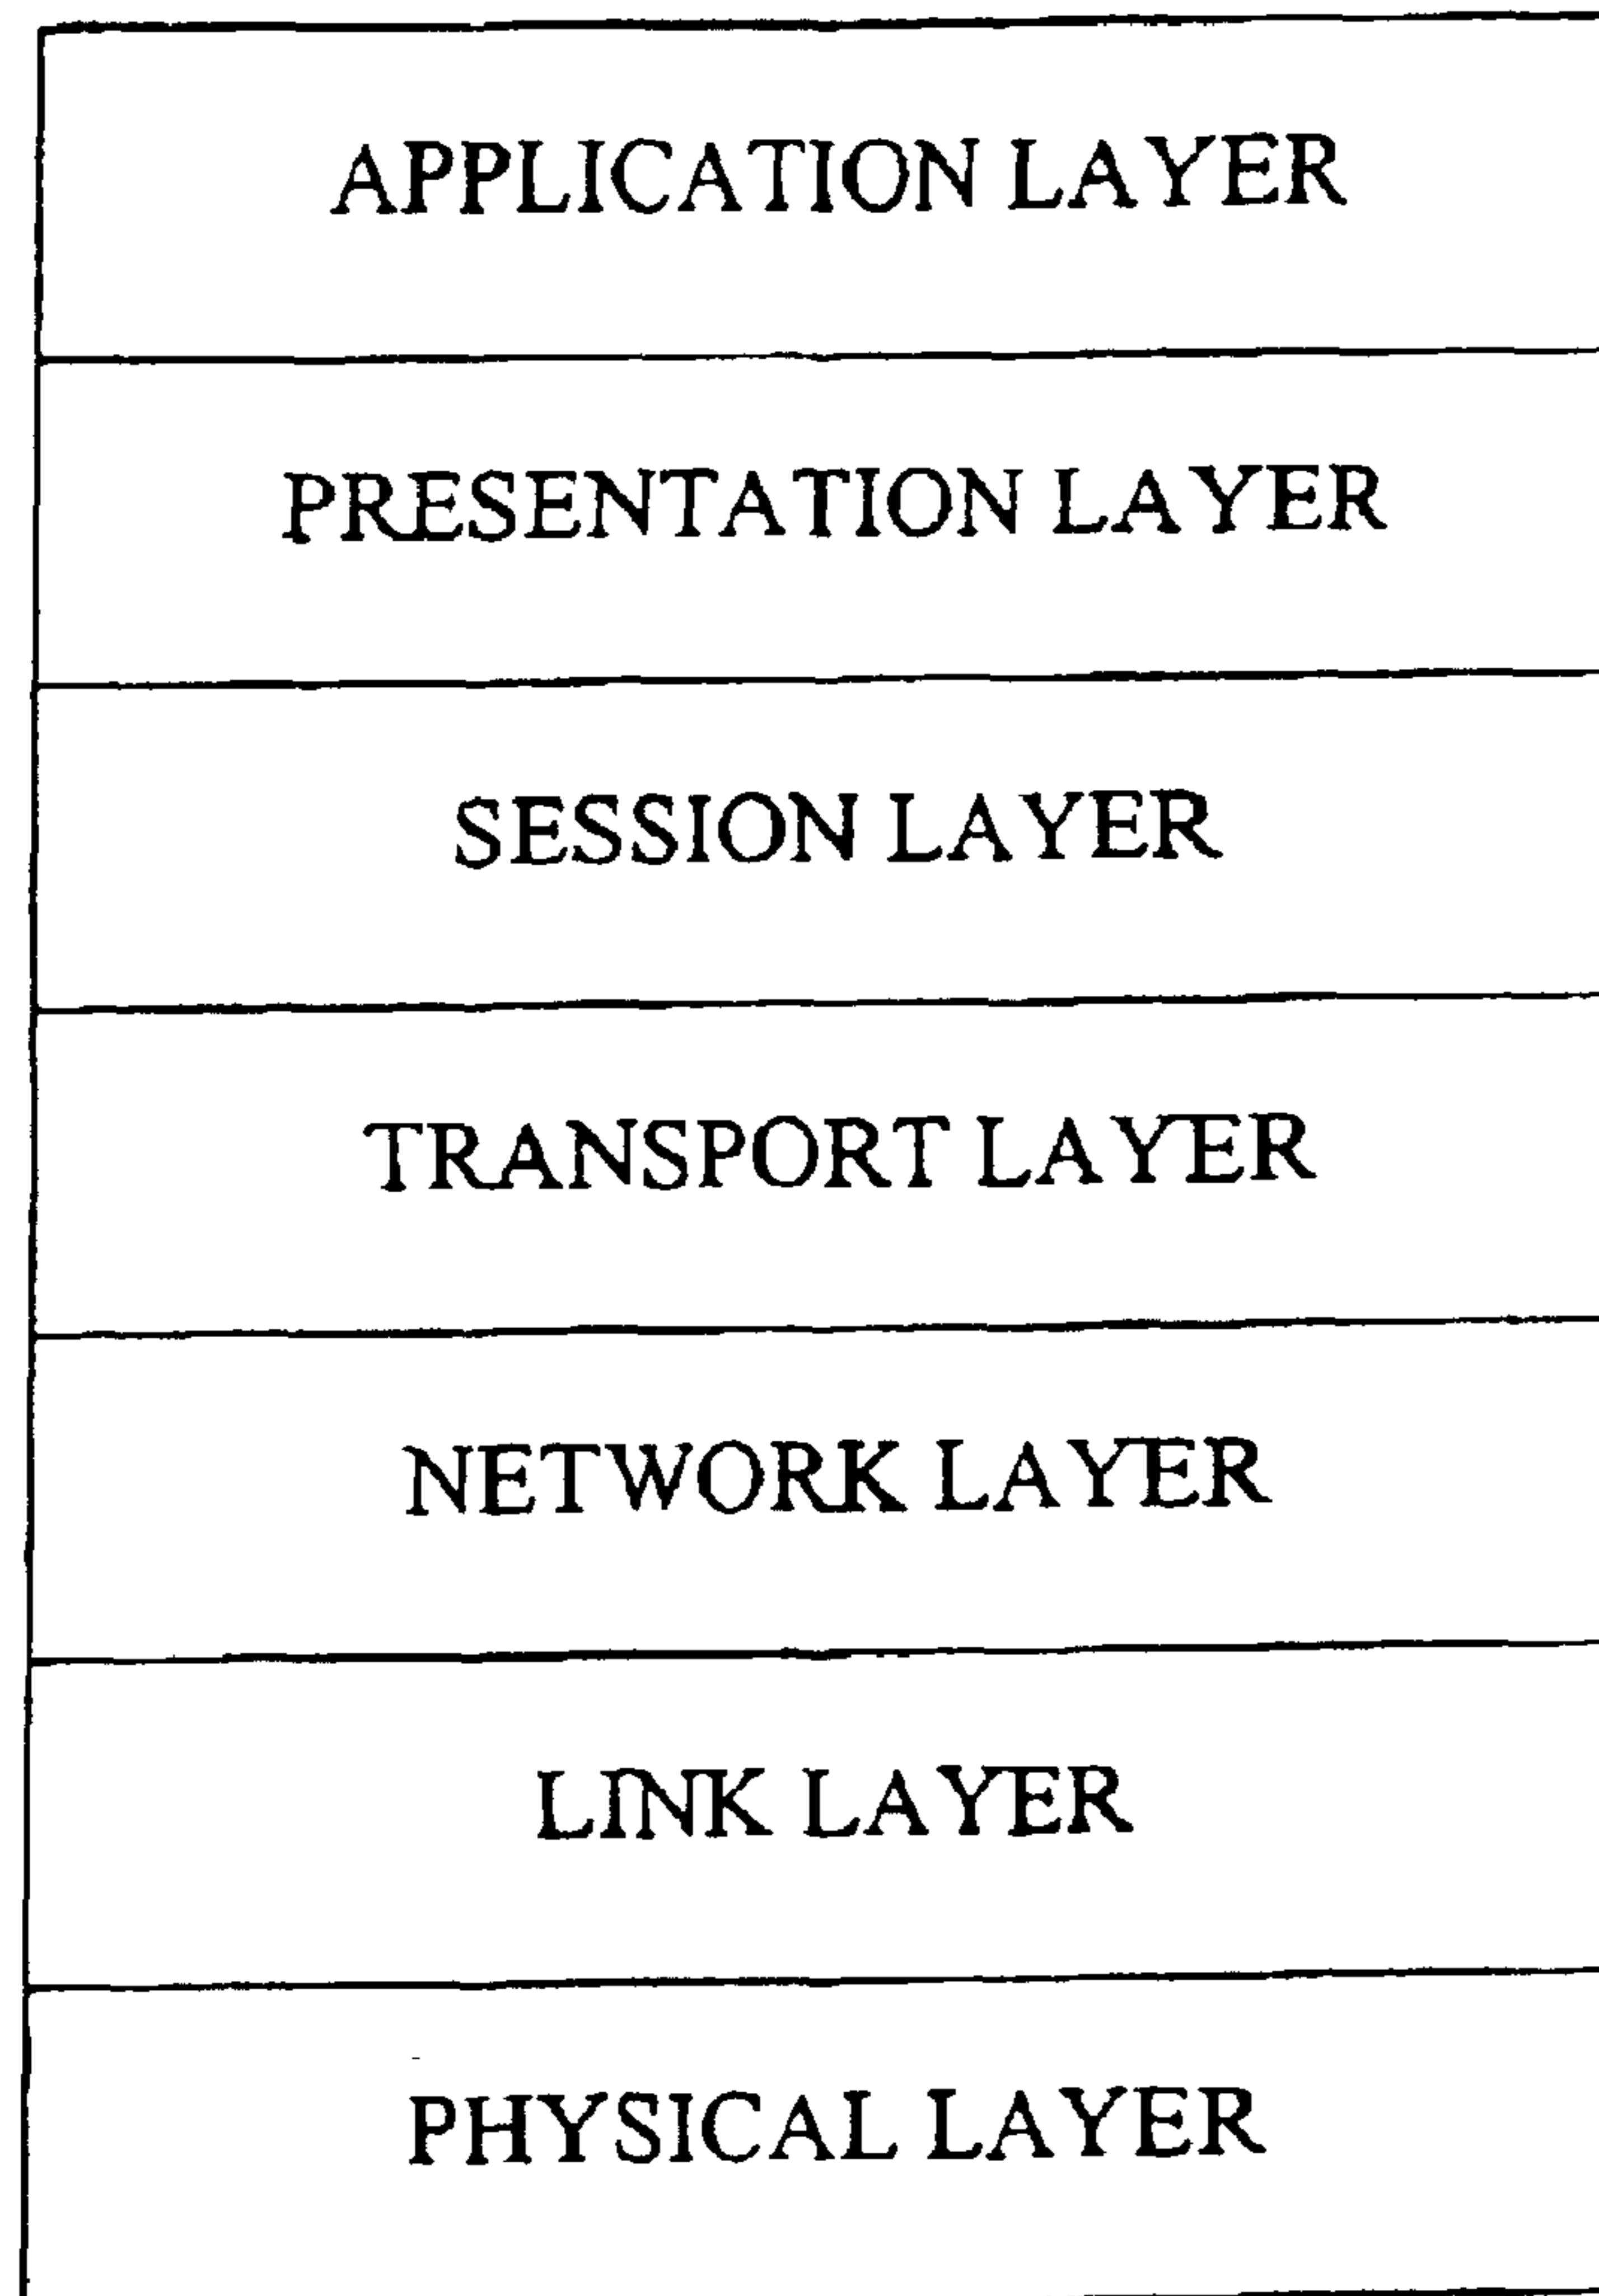 APPLICATION LAYER
PRESENTATION LAYER
SESSION LAYER
TRANSPORT LAYER
NETWORK LAYER
LINK LAYER
PHYSICAL LAYER